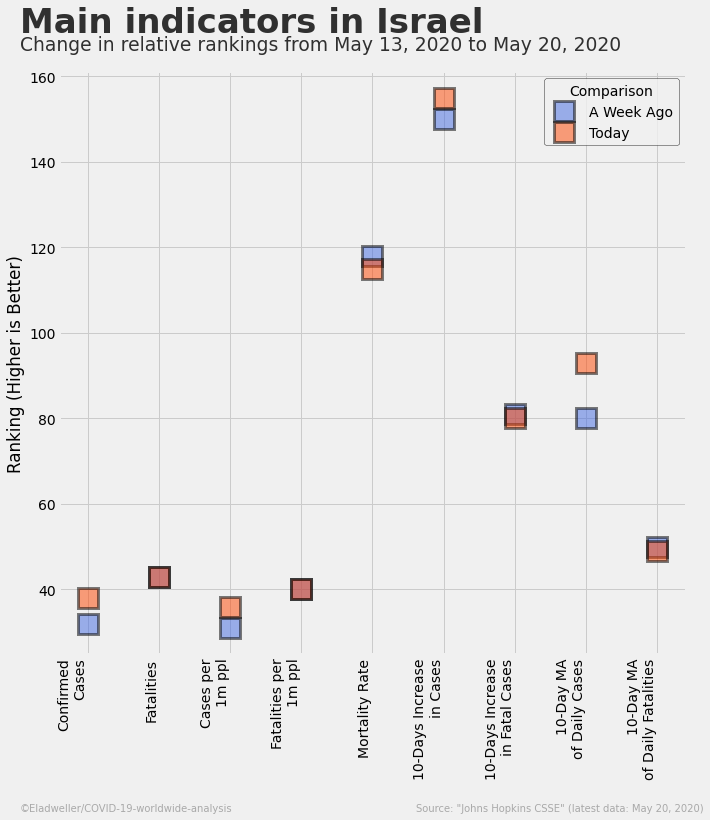 Main indicators in Israel
Change in relative rankings from May 13, 2020 to May 20, 2020
Comparison
A Week Ago
Today
Ranking (Higher is Better)
160
140
120
100
80
60
40
Confirmed
Cases
Fatalities
Cases per
1m ppl
Fatalities per
1m ppl
Mortality Rate
10-Days Increase
in Cases
10-Days Increase
in Fatal Cases
10-Day MA
of Daily Cases
10-Day MA
of Daily Fatalities
©Eladweller/COVID-19-worldwide-analysis
Source: "Johns Hopkins CSSE" (latest data: May 20, 2020)